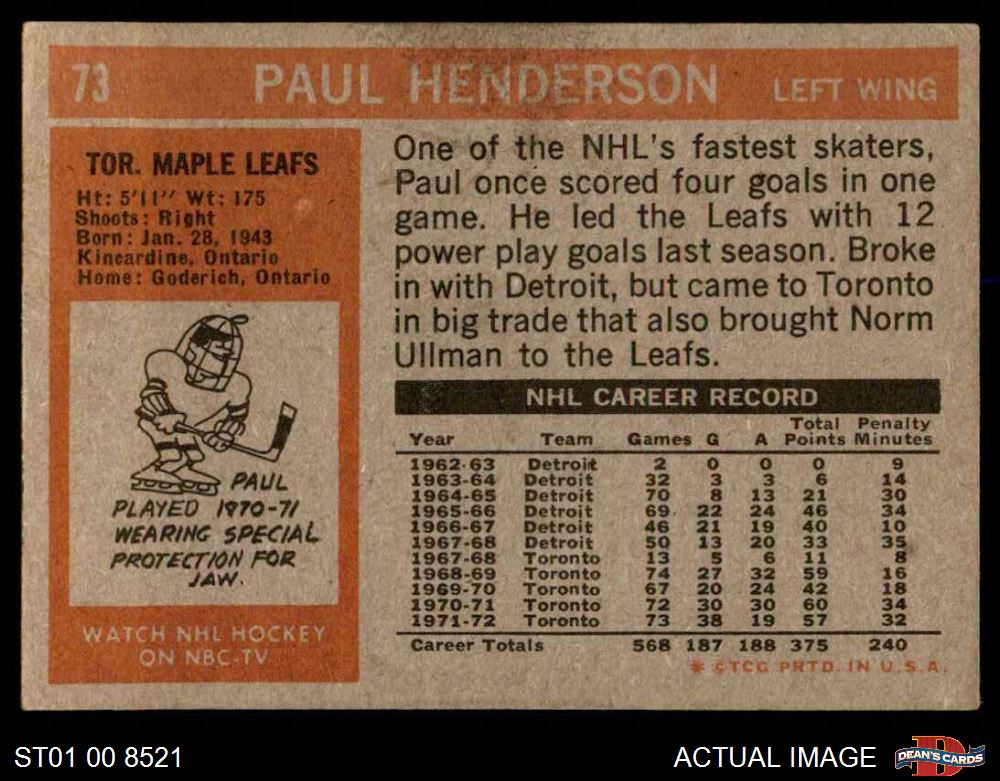 73 PAUL HENDERSON LEFT WING
TOR. MAPLE LEAFS
Ht: 5'11" Wt: 175
Shoots: Right
Born: Jan. 28, 1943
Kincardine, Ontario
Home: Goderich, Ontario
PAUL
PLAYED 1970-71
WEARING SPECIAL
PROTECTION FOR
JAW.
WATCH NHL HOCKEY
ON NBC-TV
One of the NHL's fastest skaters,
Paul once scored four goals in one
game. He led the Leafs with 12
power play goals last season. Broke
in with Detroit, but came to Toronto
in big trade that also brought Norm
Ullman to the Leafs.
NHL CAREER RECORD
Total Penalty
Year Team Games G A Points Minutes
1962-63 Detroit 2 0 0 0 9
1963-64 Detroit 32 3 3 6 14
1964-65 Detroit 70 8 13 21 30
1965-66 Detroit 69 22 24 46 34
1966-67 Detroit 46 21 19 40 10
1967-68 Detroit 50 13 20 33 35
1967-68 Toronto 13 5 6 11 8
1968-69 Toronto 74 27 32 59 16
1969-70 Toronto 67 20 24 42 18
1970-71 Toronto 72 30 30 60 34
1971-72 Toronto 73 38 19 57 32
Career Totals 568 187 188 375 240
* ©TCG PRTD. IN U.S.A.
ST01 00 8521 ACTUAL IMAGE D DEAN'S CARDS